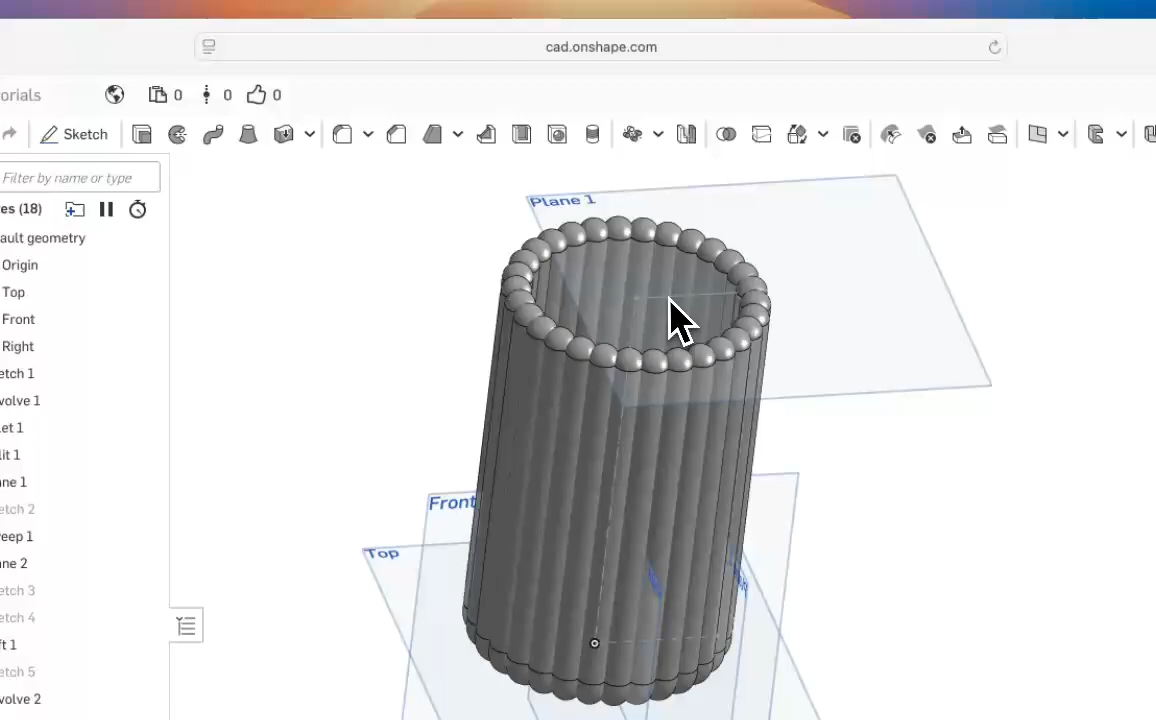 cad.onshape.com
orials 0 0 0
Sketch
Filter by name or type
es (18)
ault geometry
Origin
Top
Front
Right
etch 1
volve 1
let 1
lit 1
ane 1
etch 2
eep 1
ane 2
etch 3
etch 4
ft 1
etch 5
volve 2
Plane 1
Front
Top